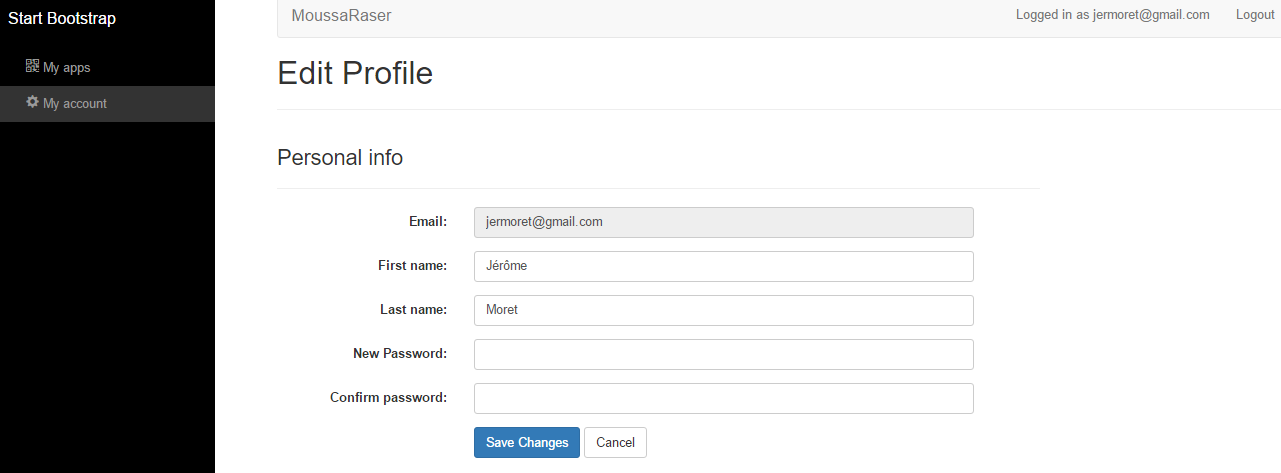 Start Bootstrap
My apps
My account
MoussaRaser
Logged in as jermoret@gmail.com
Logout
Edit Profile
Personal info
Email: jermoret@gmail.com
First name: Jérôme
Last name: Moret
New Password:
Confirm password:
Save Changes Cancel